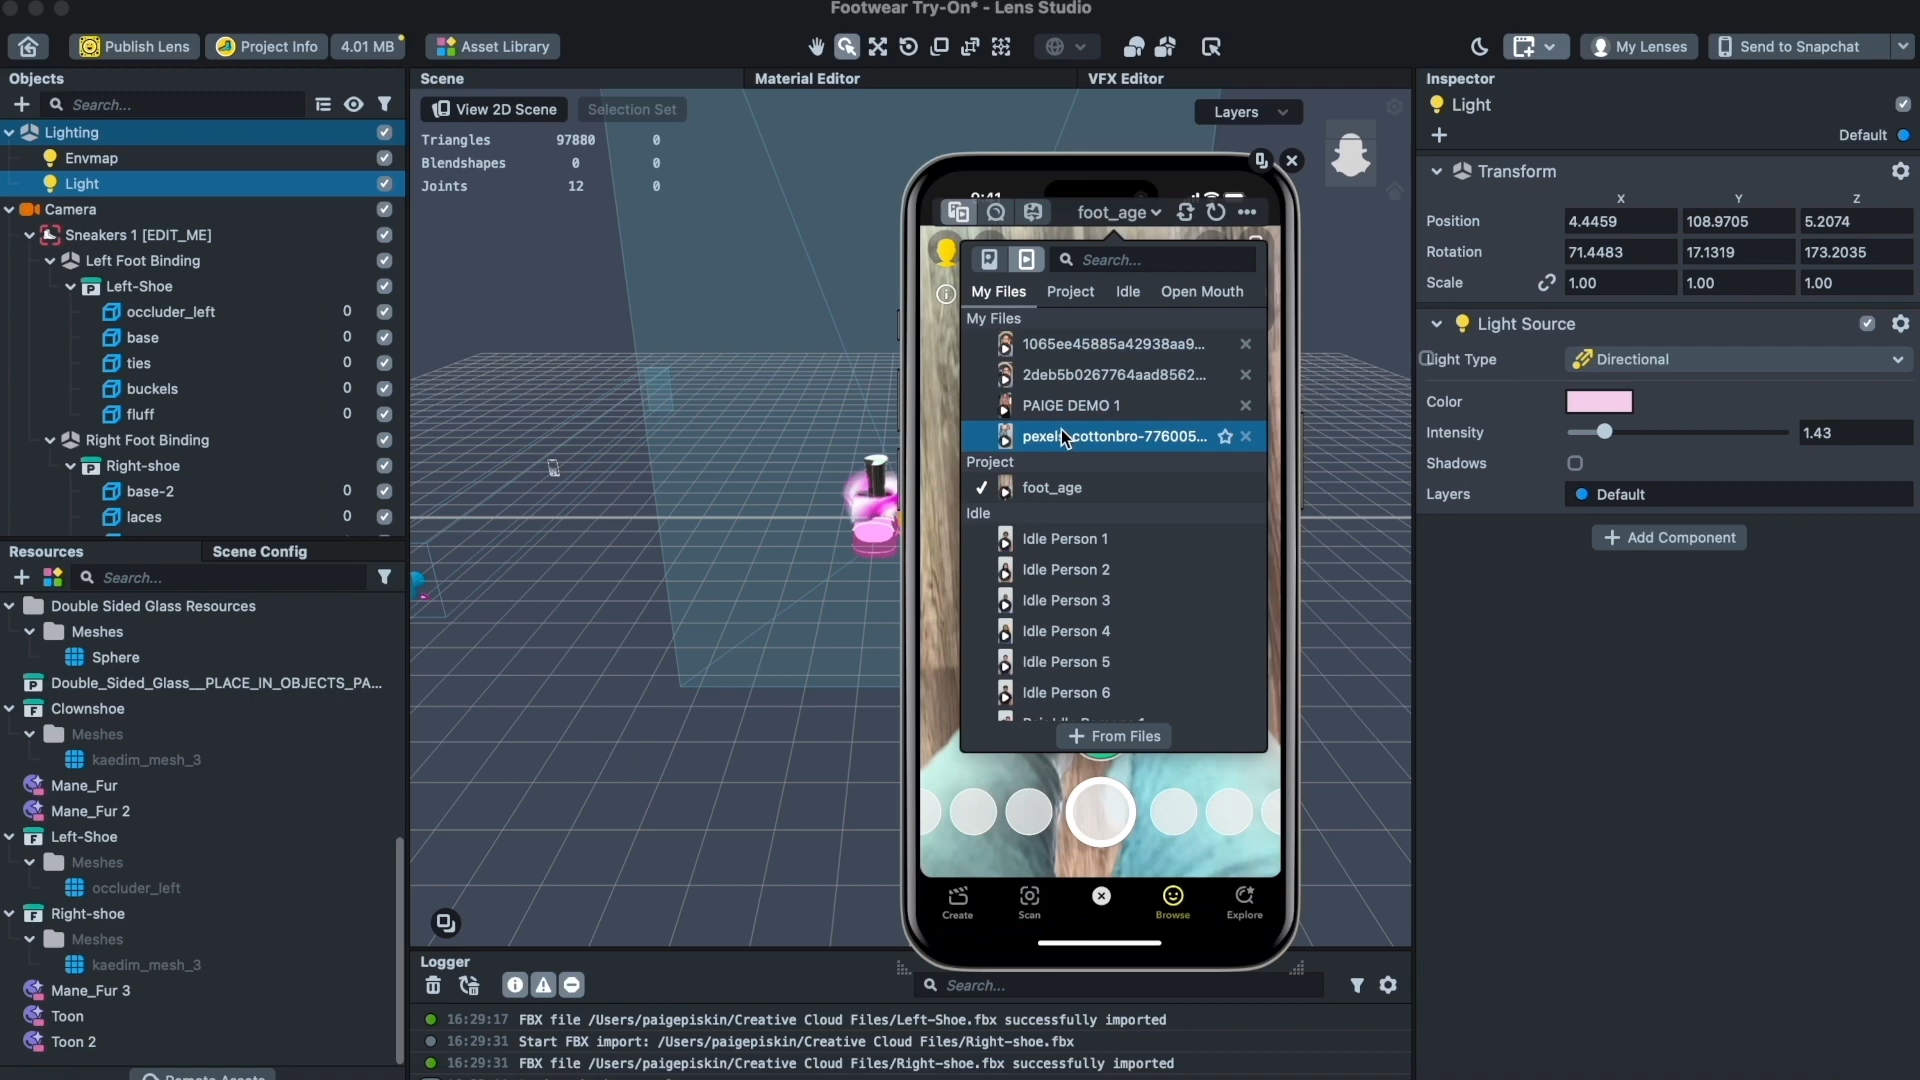 Footwear Try-On* - Lens Studio
Publish Lens
Project Info
4.01 MB
Asset Library
My Lenses
Send to Snapchat
Objects
Search...
Lighting
Envmap
Light
Camera
Sneakers 1 [EDIT_ME]
Left Foot Binding
Left-Shoe
occluder_left 0
base 0
ties 0
buckels 0
fluff 0
Right Foot Binding
Right-shoe
base-2 0
laces 0
Resources
Scene Config
Search...
Double Sided Glass Resources
Meshes
Sphere
Double_Sided_Glass__PLACE_IN_OBJECTS_PA...
Clownshoe
Meshes
kaedim_mesh_3
Mane_Fur
Mane_Fur 2
Left-Shoe
Meshes
occluder_left
Right-shoe
Meshes
kaedim_mesh_3
Mane_Fur 3
Toon
Toon 2
Remote Assets
Scene
Material Editor
VFX Editor
View 2D Scene
Selection Set
Layers
Triangles 97880 0
Blendshapes 0 0
Joints 12 0
9:41
foot_age
Search...
My Files
Project
Idle
Open Mouth
My Files
1065ee45885a42938aa9...
2deb5b0267764aad8562...
PAIGE DEMO 1
pexels-cottonbro-776005...
Project
foot_age
Idle
Idle Person 1
Idle Person 2
Idle Person 3
Idle Person 4
Idle Person 5
Idle Person 6
+ From Files
Create
Scan
Browse
Explore
Logger
Search...
16:29:17 FBX file /Users/paigepiskin/Creative Cloud Files/Left-Shoe.fbx successfully imported
16:29:31 Start FBX import: /Users/paigepiskin/Creative Cloud Files/Right-shoe.fbx
16:29:31 FBX file /Users/paigepiskin/Creative Cloud Files/Right-shoe.fbx successfully imported
Inspector
Light
Default
Transform
X Y Z
Position 4.4459 108.9705 5.2074
Rotation 71.4483 17.1319 173.2035
Scale 1.00 1.00 1.00
Light Source
Light Type Directional
Color
Intensity 1.43
Shadows
Layers Default
+ Add Component